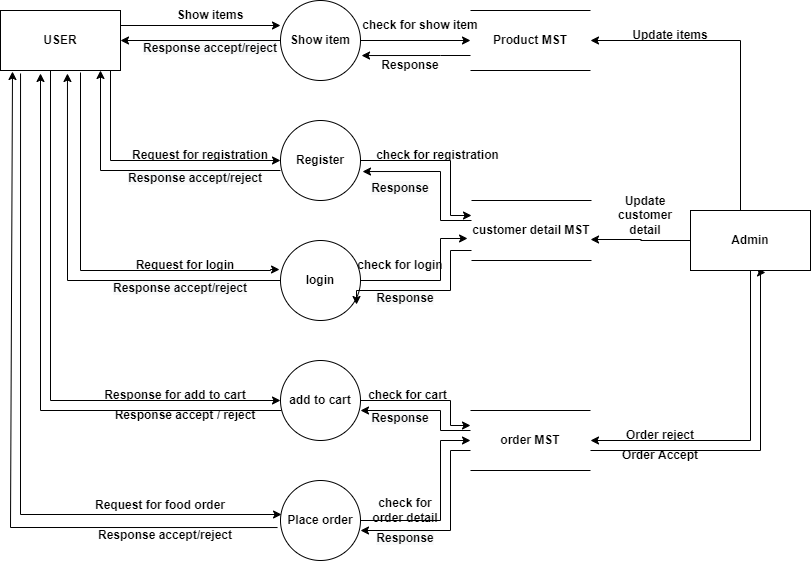 Show items
check for show item
USER
Show item
Product MST
Update items
Response accept/reject
Response
Request for registration
Register
check for registration
Response accept/reject
Response
Update
customer
detail
customer detail MST
Admin
Request for login
login
check for login
Response accept/reject
Response
Response for add to cart
add to cart
check for cart
Response accept / reject
Response
order MST
Order reject
Order Accept
Request for food order
Place order
check for
order detail
Response accept/reject
Response